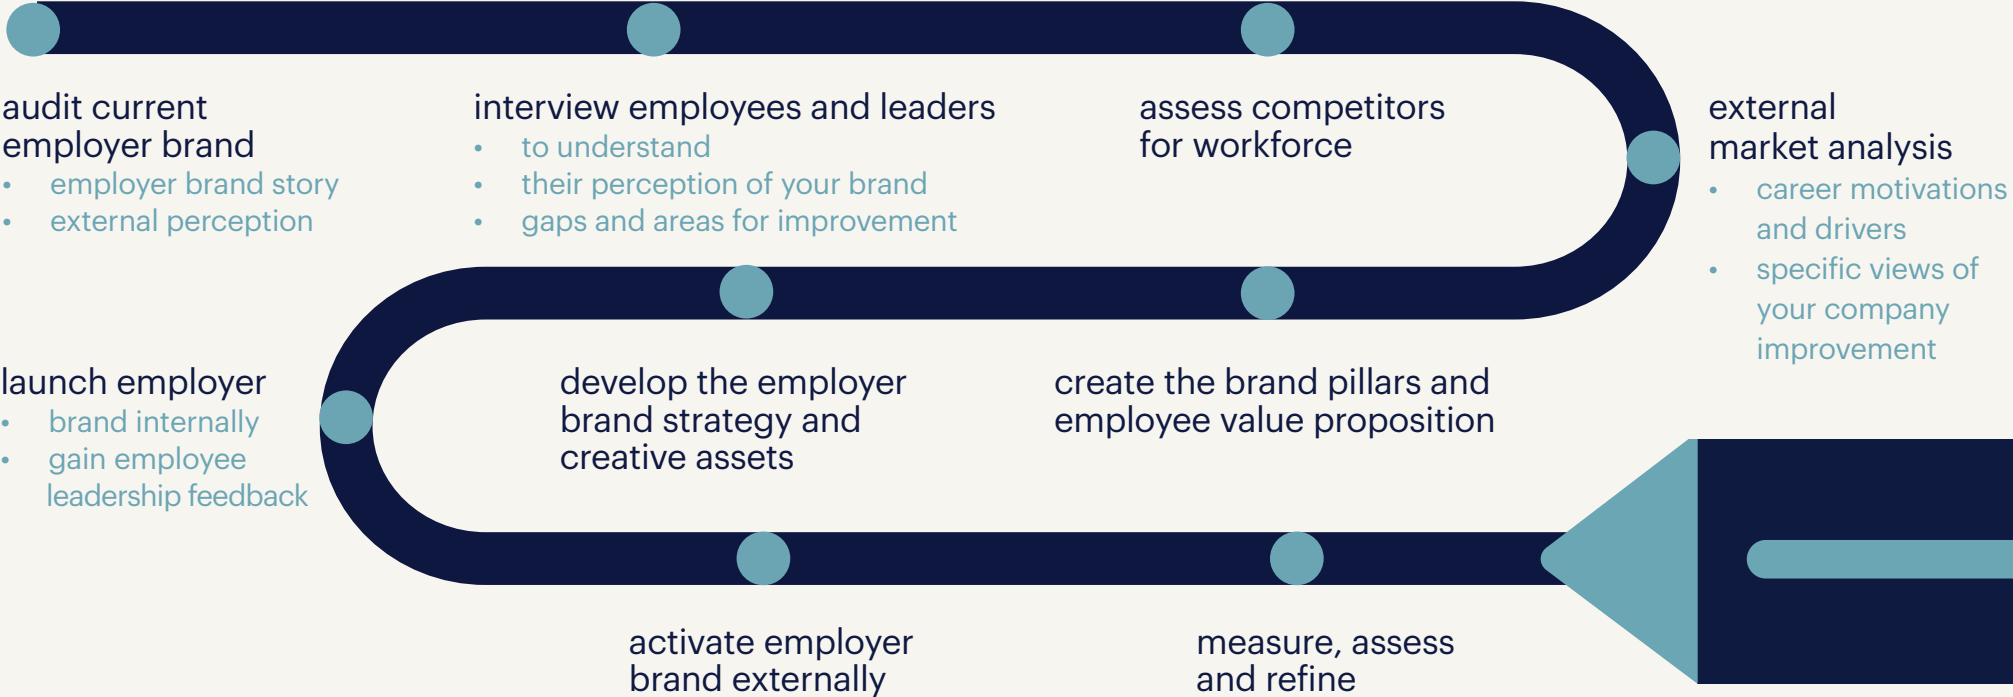 audit current
employer brand
• employer brand story
• external perception
interview employees and leaders
• to understand
• their perception of your brand
• gaps and areas for improvement
assess competitors
for workforce
external
market analysis
• career motivations
and drivers
• specific views of
your company
improvement
create the brand pillars and
employee value proposition
develop the employer
brand strategy and
creative assets
launch employer
• brand internally
• gain employee
leadership feedback
activate employer
brand externally
measure, assess
and refine